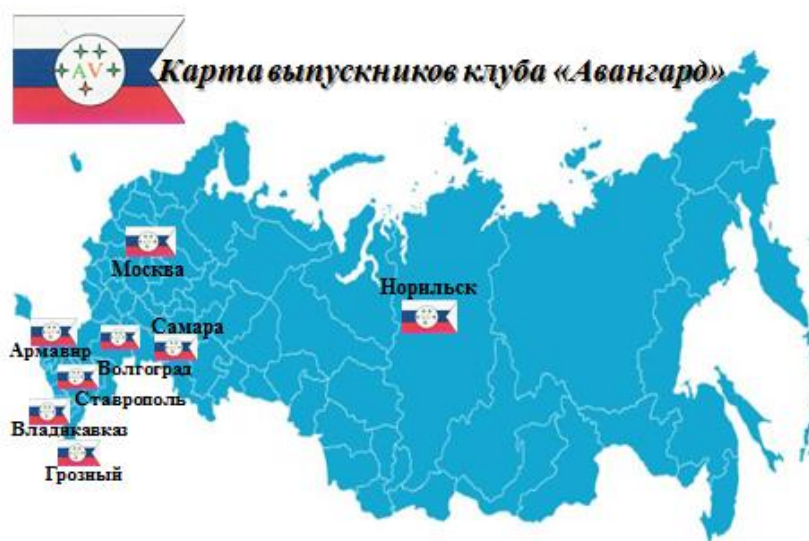 AV
Карта выпускников клуба «Авангард»
Москва
Норильск
Самара
Армавир
Волгоград
Ставрополь
Владикавказ
Грозный